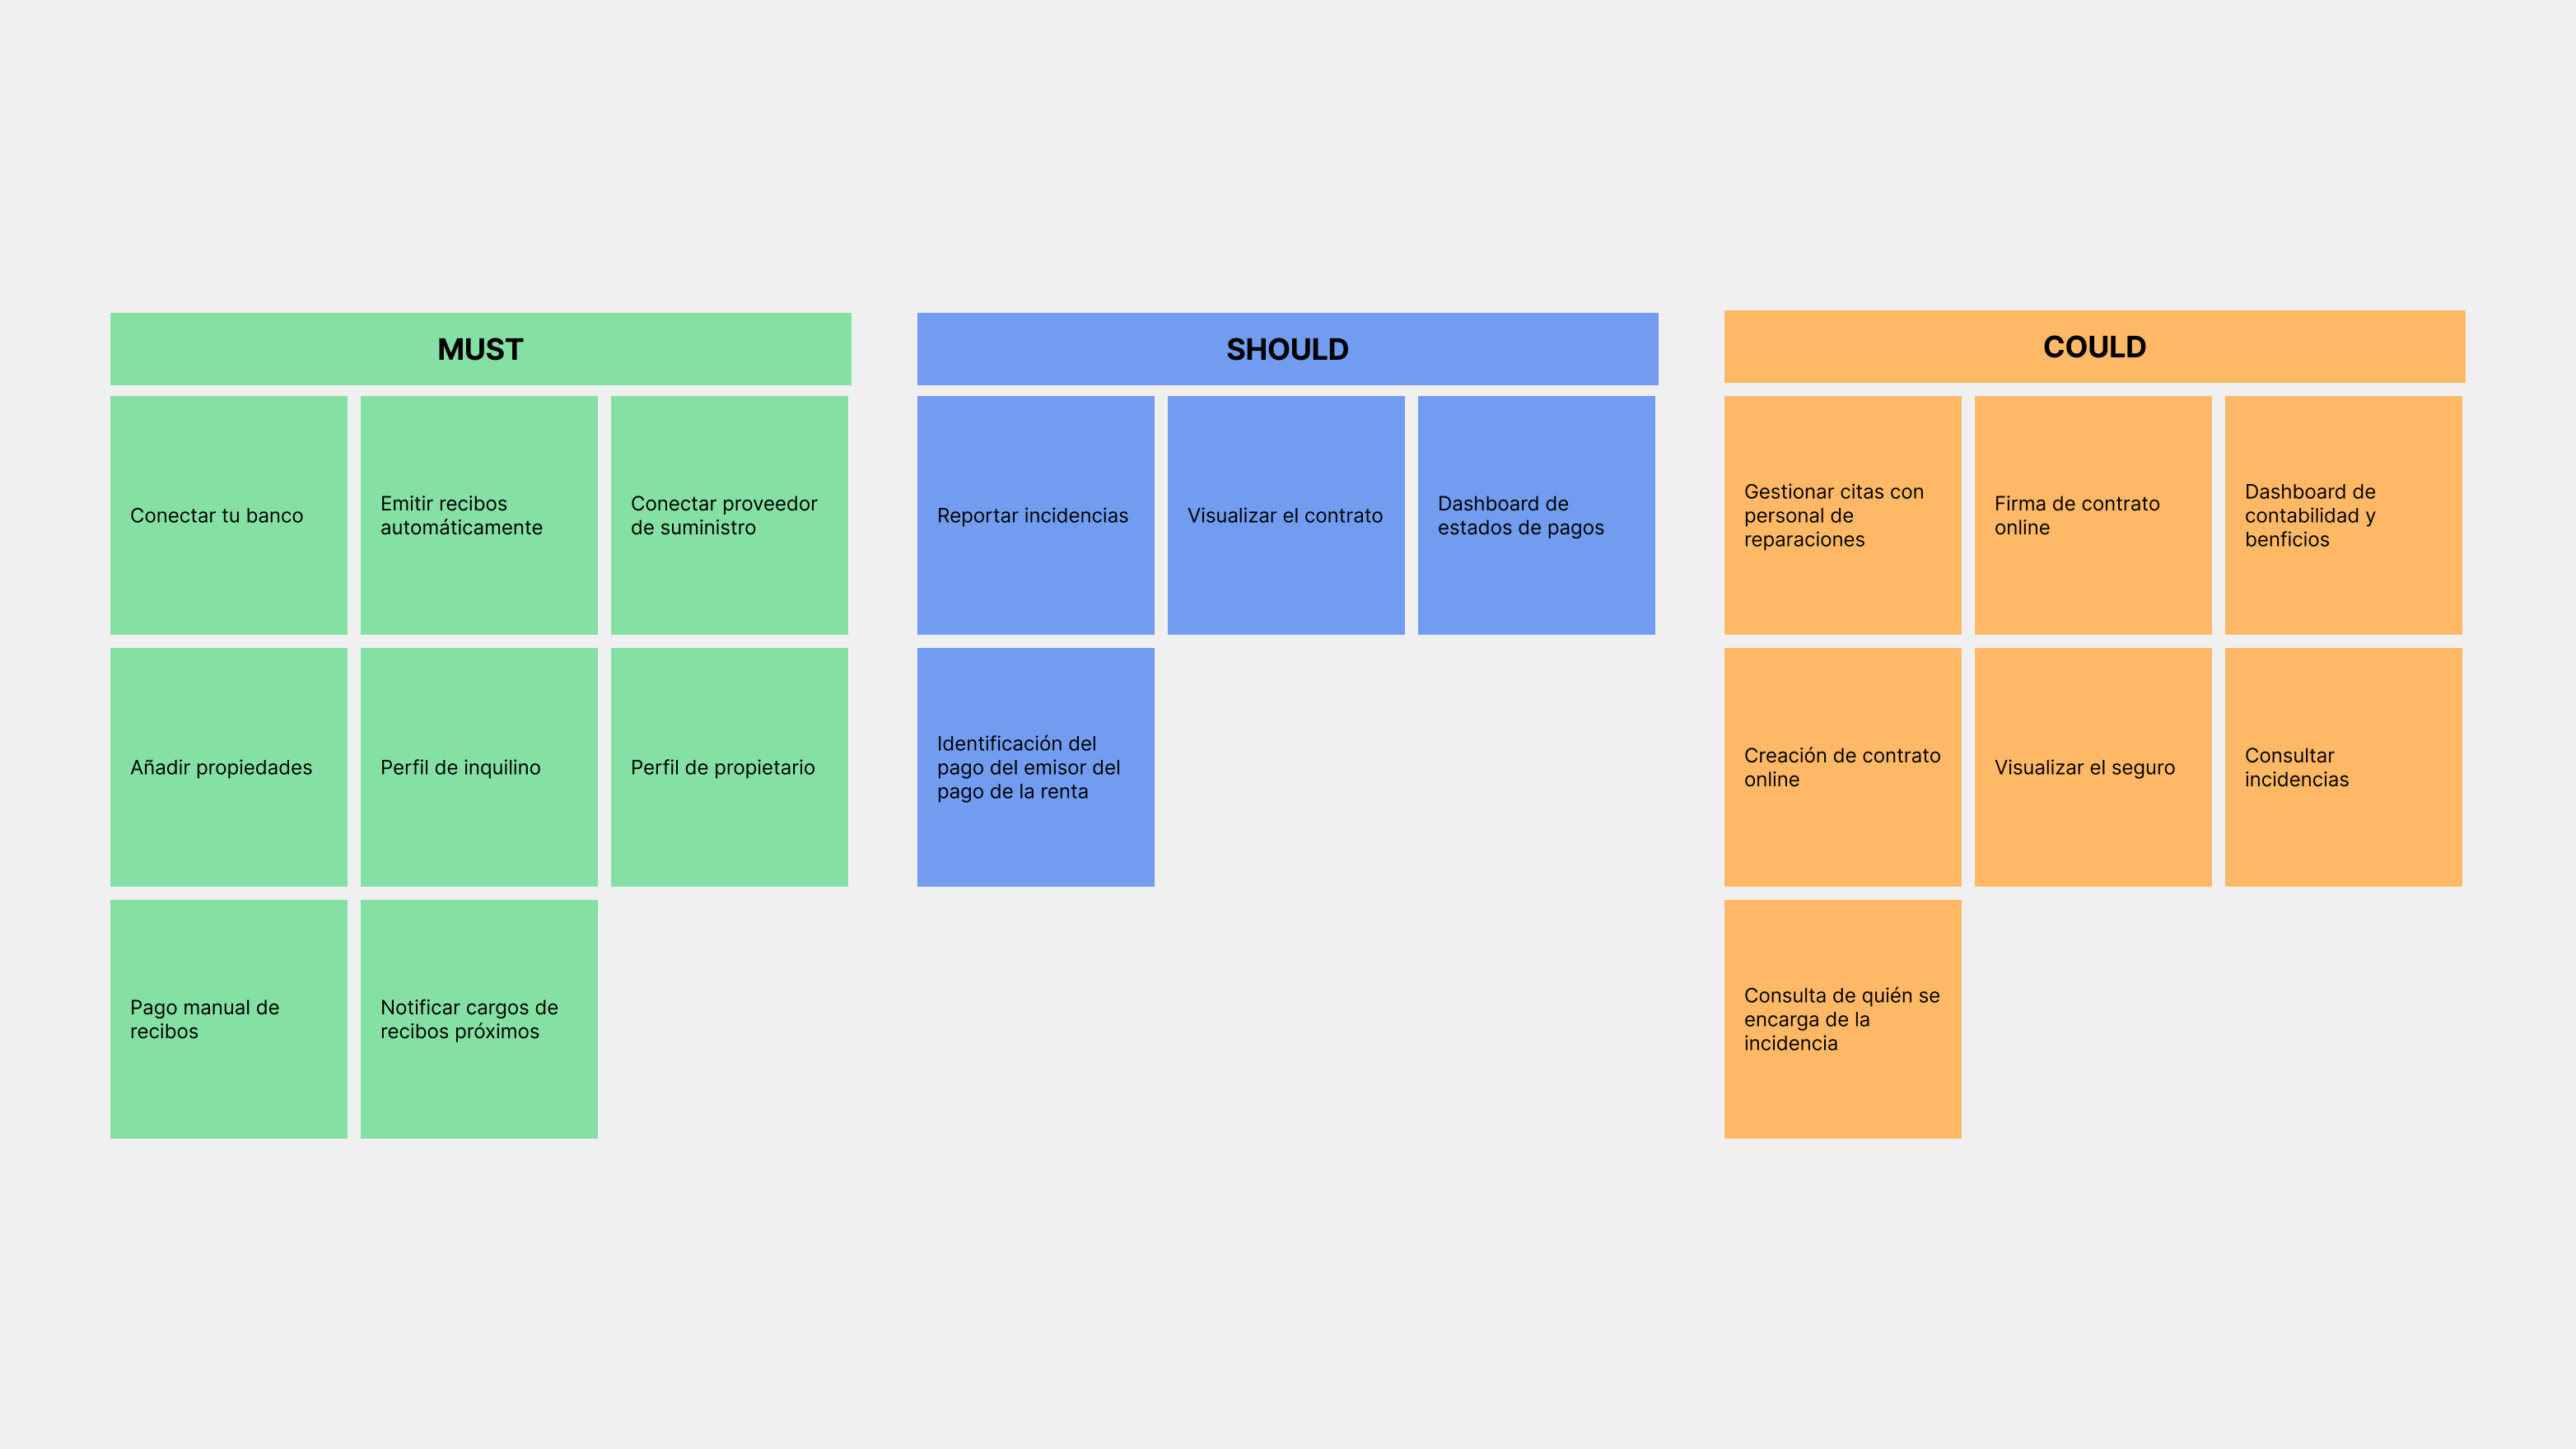 MUST
Conectar tu banco
Emitir recibos
automáticamente
Conectar proveedor
de suministro
Añadir propiedades
Perfil de inquilino
Perfil de propietario
Pago manual de
recibos
Notificar cargos de
recibos próximos
SHOULD
Reportar incidencias
Visualizar el contrato
Dashboard de
estados de pagos
Identificación del
pago del emisor del
pago de la renta
COULD
Gestionar citas con
personal de
reparaciones
Firma de contrato
online
Dashboard de
contabilidad y
benficios
Creación de contrato
online
Visualizar el seguro
Consultar
incidencias
Consulta de quién se
encarga de la
incidencia